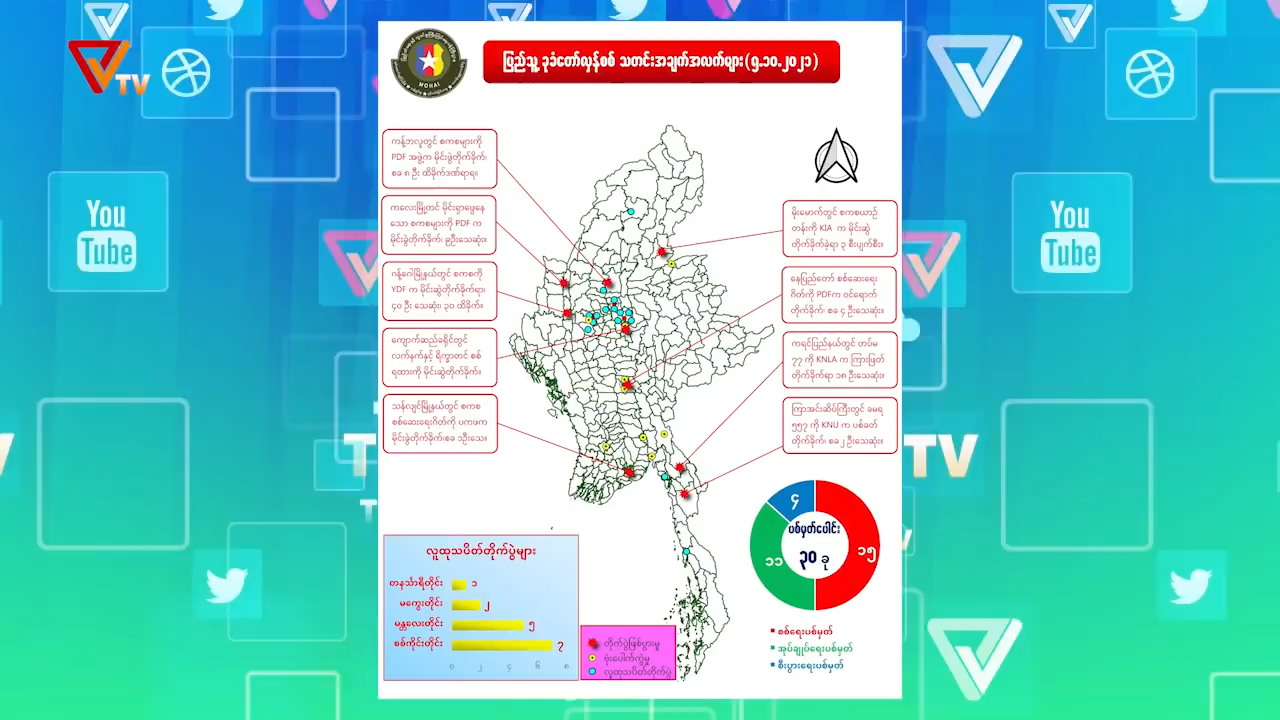 TV
MOHAI
ပြည်သူ့ ခုခံတော်လှန်စစ် သတင်းအချက်အလက်များ (၅.၁၀.၂၀၂၁)
ကန့်ဘလူတွင် စကစများကို
PDF အဖွဲ့က မိုင်းဖွဲတိုက်ခိုက်၊
စခ ၈ ဦး ထိခိုက်ဒဏ်ရာရ။
ကလေးမြို့တင် မိုင်းရှာဖွေနေ
သော စကစများကို PDF က
မိုင်းခွဲတိုက်ခိုက်၊ ၉ဦးသေဆုံး။
ဂန့်ဂေါမြို့နယ်တွင် စကစကို
YDF က မိုင်းဆွဲတိုက်ခိုက်ရာ၊
၄၀ ဦး သေဆုံး၊ ၃၀ ထိခိုက်။
ကျောက်ဆည်ခရိုင်တွင်
လက်နက်နှင့် ရိက္ခာတင် စစ်
ရထားကို မိုင်းဆွဲတိုက်ခိုက်။
သန်လျင်မြို့နယ်တွင် စကစ
စစ်ဆေးရေးဂိတ်ကို ပကဖက
မိုင်းခွဲတိုက်ခိုက်၊စခ ၁ဦးသေ။
မိုးမောက်တွင် စကစယာဉ်
တန်းကို KIA က မိုင်းဆွဲ
တိုက်ခိုက်ခဲ့ရာ ၃ စီးပျက်စီး။
နေပြည်တော် စစ်ဆေးရေး
ဂိတ်ကို PDFက ဝင်ရောက်
တိုက်ခိုက်၊ စခ ၄ ဦးသေဆုံး။
ကရင်ပြည်နယ်တွင် တပ်မ
၇၇ ကို KNLA က ကြားဖြတ်
တိုက်ခိုက်ရာ ၁၈ ဦးသေဆုံး။
ကြာအင်းဆိပ်ကြီးတွင် ခမရ
၅၅၇ ကို KNU က ပစ်ခတ်
တိုက်ခိုက်၊ စခ ၂ ဦးသေဆုံး။
လူထုသပိတ်တိုက်ပွဲများ
တနင်္သာရီတိုင်း ၁
မကွေးတိုင်း ၂
မန္တလေးတိုင်း ၅
စစ်ကိုင်းတိုင်း ၇
၀ ၂ ၄ ၆ ၈
တိုက်ပွဲဖြစ်ပွားမှု
ဗုံးပေါက်ကွဲမှု
လူထုသပိတ်တိုက်ပွဲ
၄
၁၁
၁၅
ပစ်မှတ်ပေါင်း
၃၀ ခု
စစ်ရေးပစ်မှတ်
အုပ်ချုပ်ရေးပစ်မှတ်
စီးပွားရေးပစ်မှတ်
You
Tube
You
Tube
TV